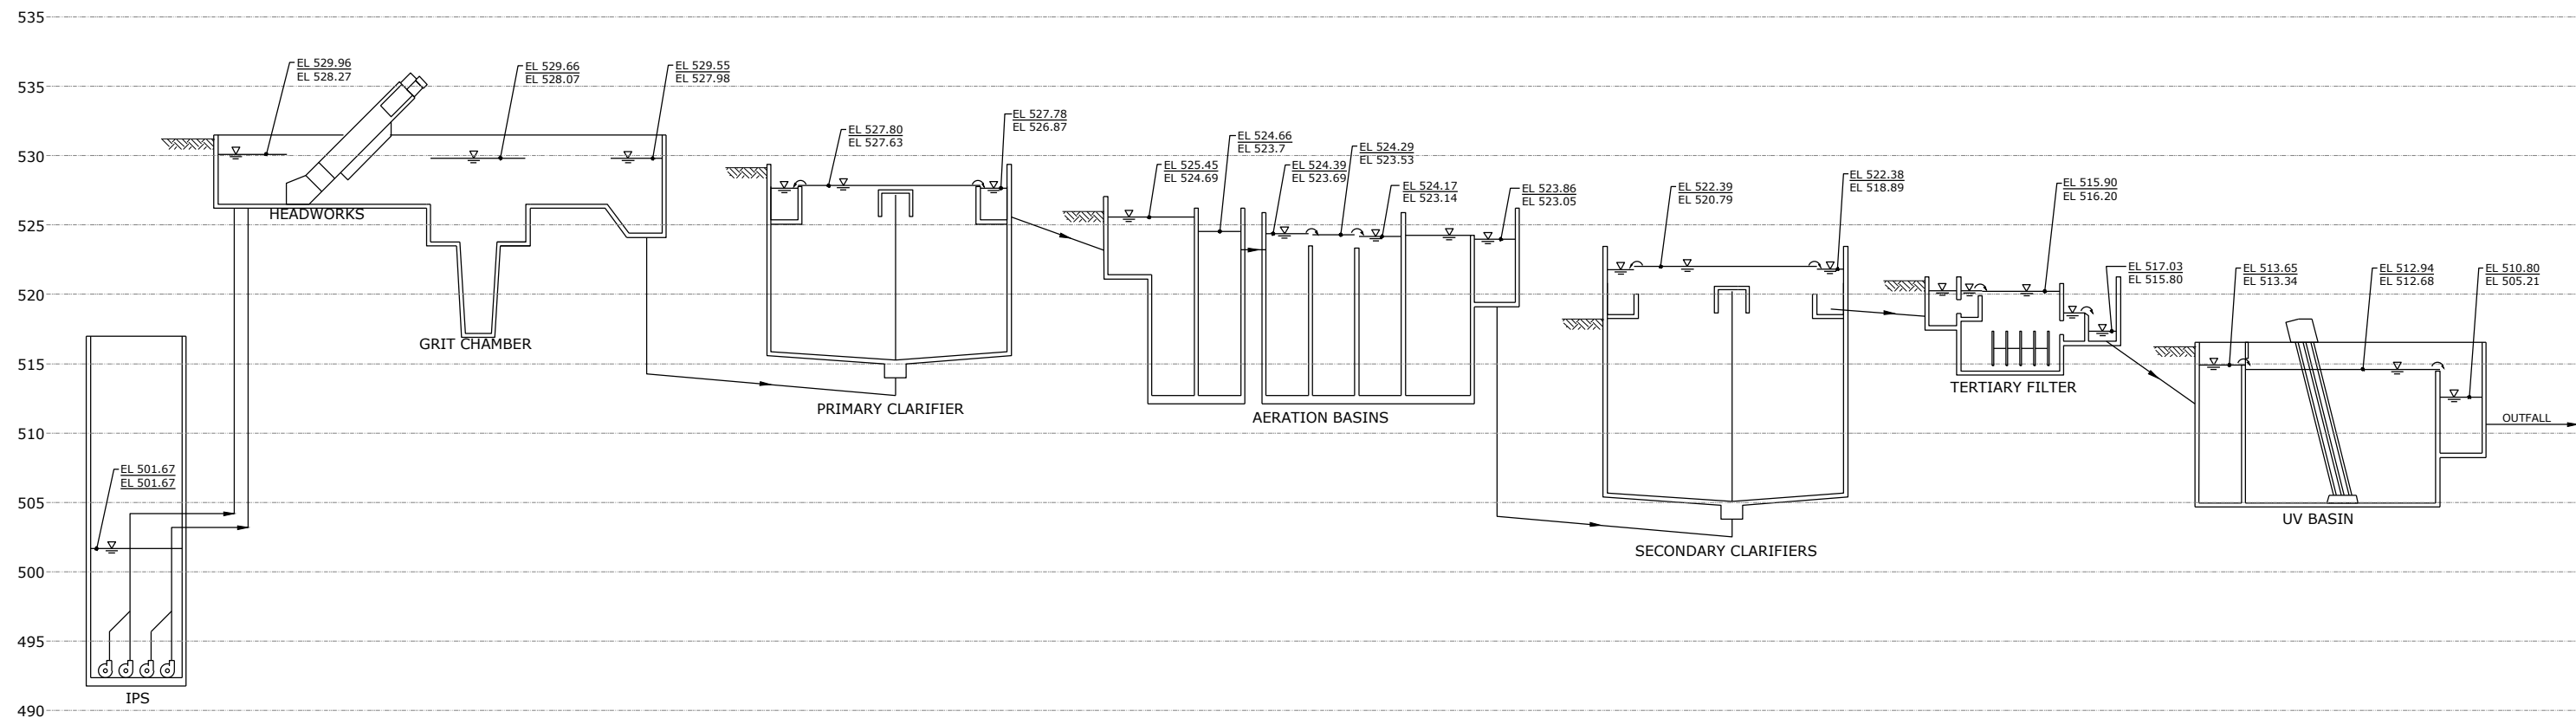 535
535
530
525
520
515
510
505
500
495
490
EL 501.67
EL 501.67
IPS
EL 529.96
EL 528.27
HEADWORKS
EL 529.66
EL 528.07
GRIT CHAMBER
EL 529.55
EL 527.98
EL 527.80
EL 527.63
EL 527.78
EL 526.87
PRIMARY CLARIFIER
EL 525.45
EL 524.69
EL 524.66
EL 523.7
EL 524.39
EL 523.69
EL 524.29
EL 523.53
EL 524.17
EL 523.14
EL 523.86
EL 523.05
AERATION BASINS
EL 522.39
EL 520.79
EL 522.38
EL 518.89
SECONDARY CLARIFIERS
EL 515.90
EL 516.20
EL 517.03
EL 515.80
TERTIARY FILTER
EL 513.65
EL 513.34
EL 512.94
EL 512.68
EL 510.80
EL 505.21
UV BASIN
OUTFALL